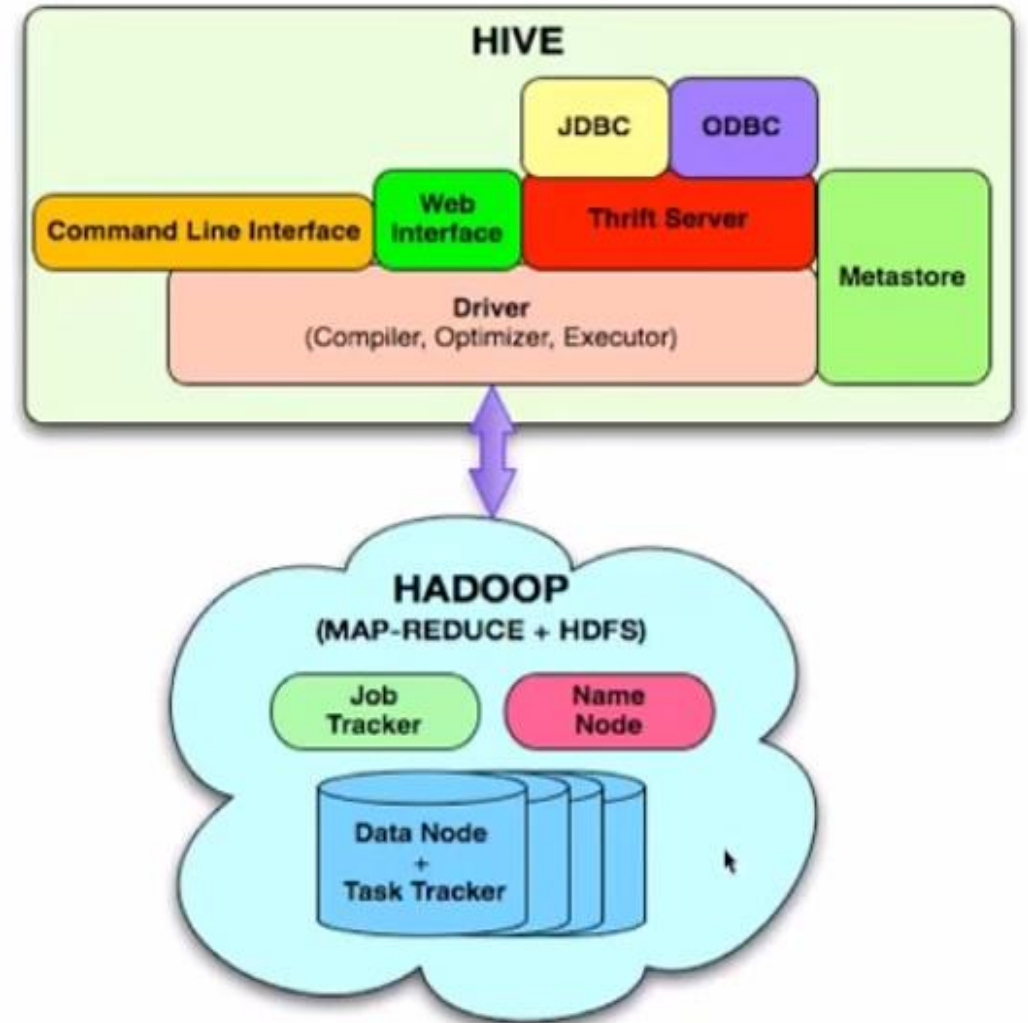 HIVE
JDBC
ODBC
Command Line Interface
Web
Interface
Thrift Server
Metastore
Driver
(Compiler, Optimizer, Executor)
HADOOP
(MAP-REDUCE + HDFS)
Job
Tracker
Name
Node
Data Node
+
Task Tracker